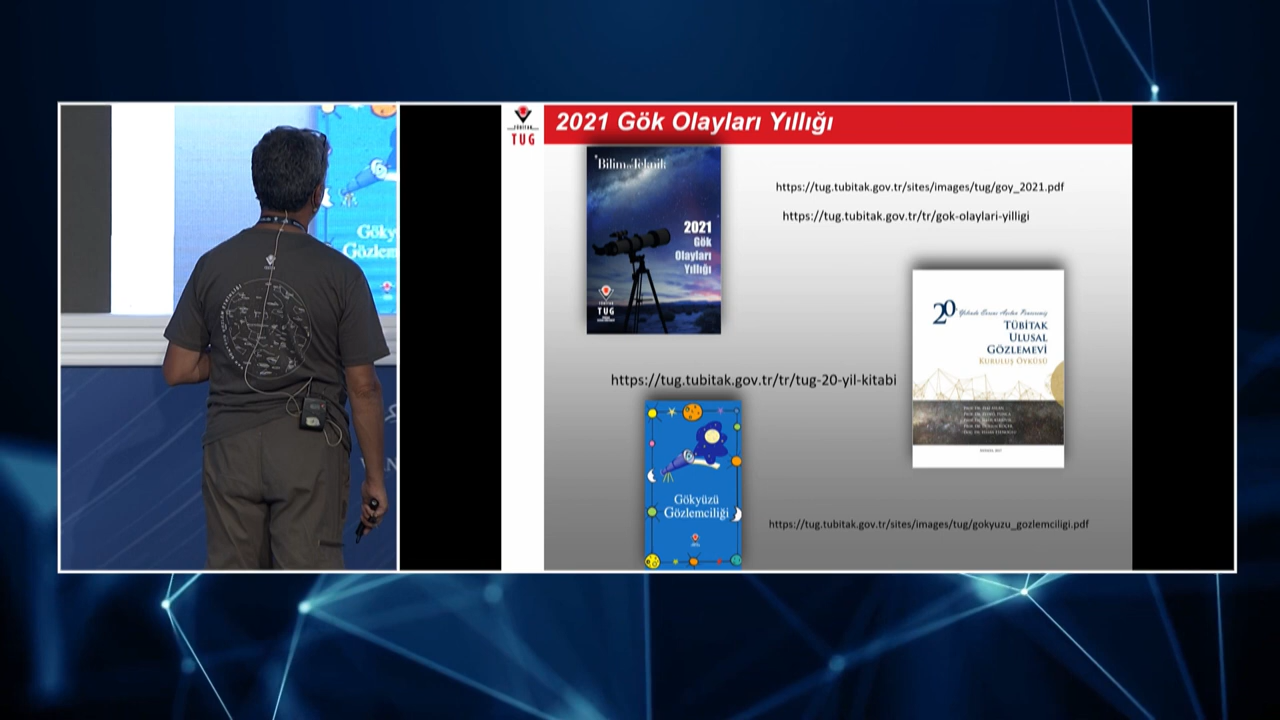 TÜBİTAK
TUG
2021 Gök Olayları Yıllığı
Bilim ve Teknik
2021
Gök
Olayları
Yıllığı
TUG
https://tug.tubitak.gov.tr/sites/images/tug/goy_2021.pdf
https://tug.tubitak.gov.tr/tr/gok-olaylari-yilligi
20
TÜBİTAK
ULUSAL
GÖZLEMEVİ
KURULUŞ ÖYKÜSÜ
https://tug.tubitak.gov.tr/tr/tug-20-yil-kitabi
Gökyüzü
Gözlemciliği
https://tug.tubitak.gov.tr/sites/images/tug/gokyuzu_gozlemciligi.pdf